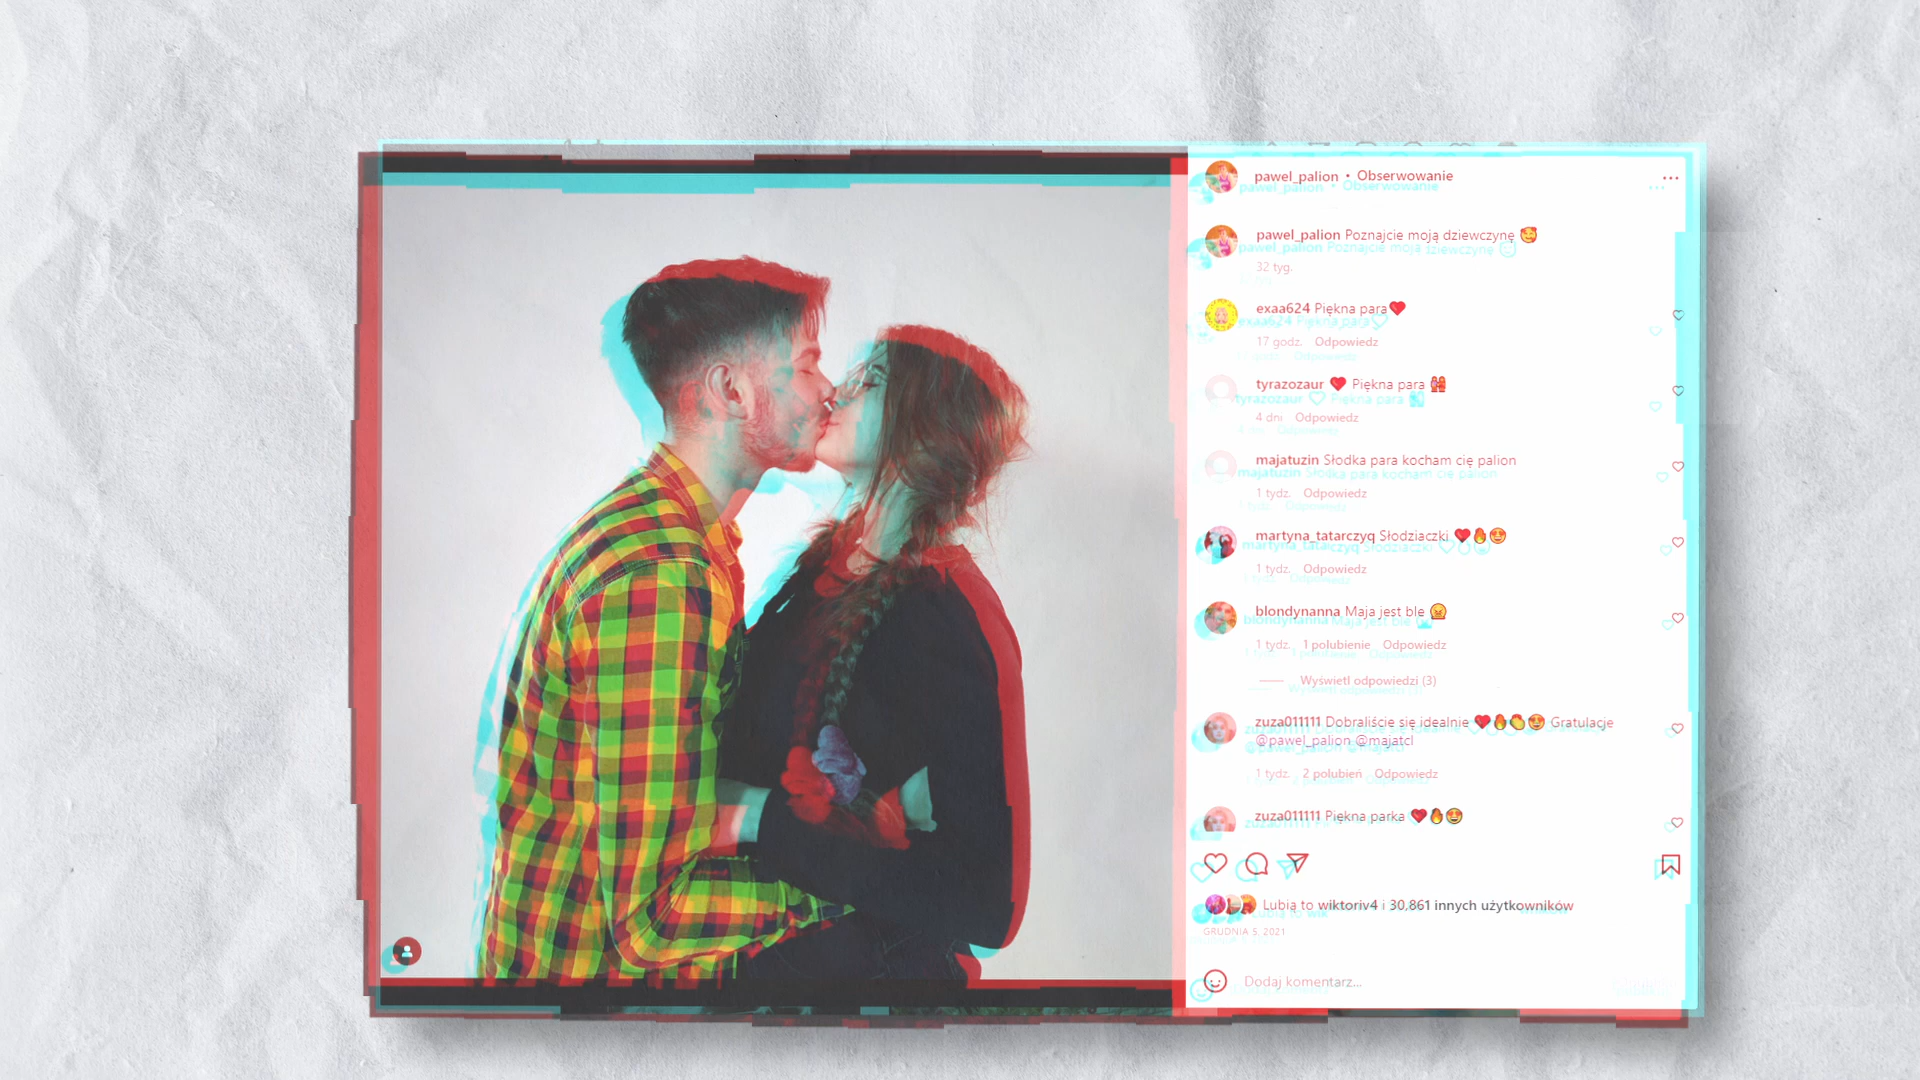 pawel_palion • Obserwowanie
pawel_palion Poznajcie moją dziewczynę 🥰
32 tyg.
exaa624 Piękna para❤
17 godz. Odpowiedz
tyrazozaur ❤ Piękna para 👫
4 dni Odpowiedz
majatuzin Słodka para kocham cię palion
1 tydz. Odpowiedz
martyna_tatarczyq Słodziaczki ❤🔥😍
1 tydz. Odpowiedz
blondynanna Maja jest ble
1 tydz. 1 polubienie Odpowiedz
Wyświetl odpowiedzi (3)
zuza011111 Dobraliście się idealnie ❤🔥👏😍 Gratulacje
@pawel_palion @majatcl
1 tydz. 2 polubień Odpowiedz
zuza011111 Piękna parka ❤🔥😍
Lubią to wiktoriv4 i 30,861 innych użytkowników
GRUDNIA 5, 2021
Dodaj komentarz...